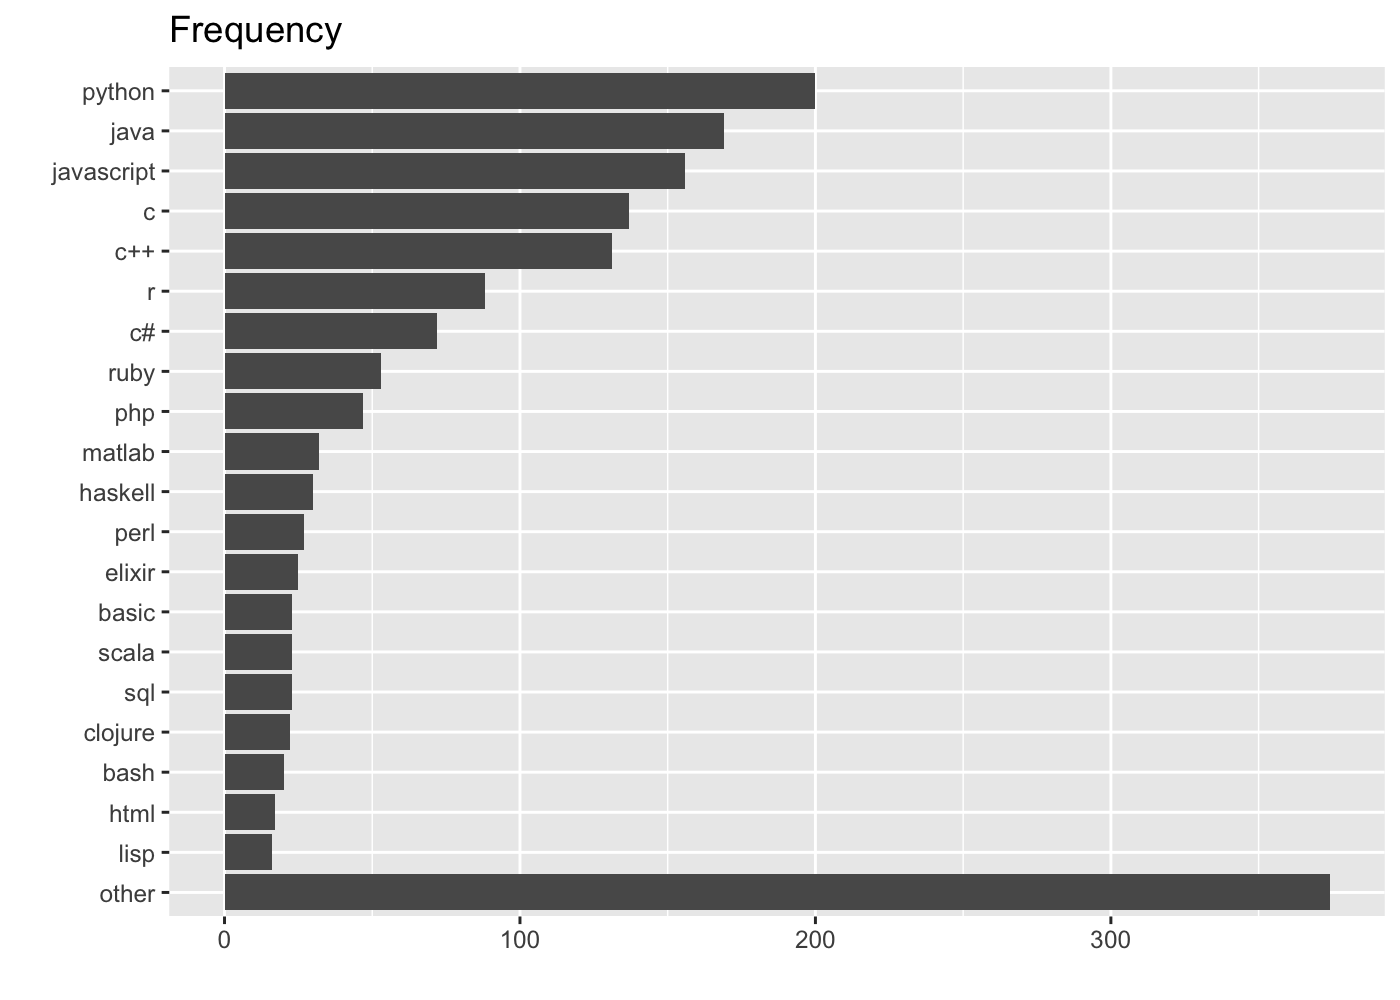 Frequency
python
java
javascript
c
c++
r
c#
ruby
php
matlab
haskell
perl
elixir
basic
scala
sql
clojure
bash
html
lisp
other
0 100 200 300